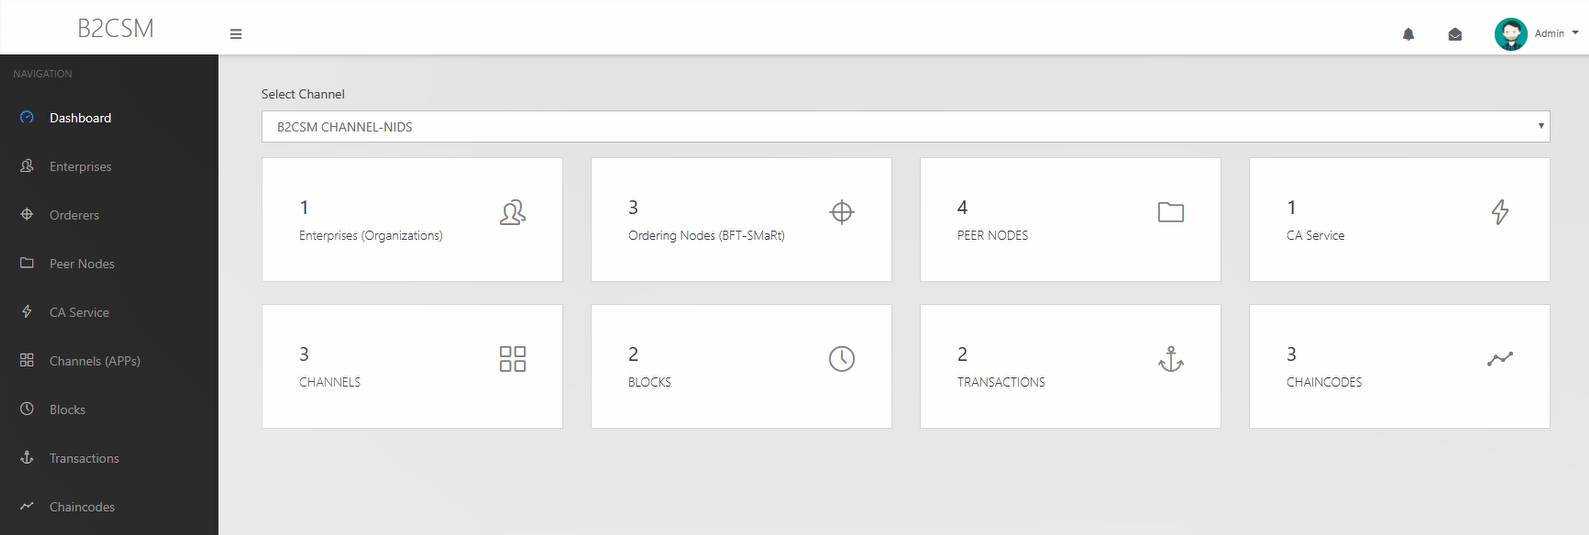 B2CSM
Admin
NAVIGATION
Dashboard
Enterprises
Orderers
Peer Nodes
CA Service
Channels (APPs)
Blocks
Transactions
Chaincodes
Select Channel
B2CSM CHANNEL-NIDS
1
Enterprises (Organizations)
3
Ordering Nodes (BFT-SMaRt)
4
PEER NODES
1
CA Service
3
CHANNELS
2
BLOCKS
2
TRANSACTIONS
3
CHAINCODES